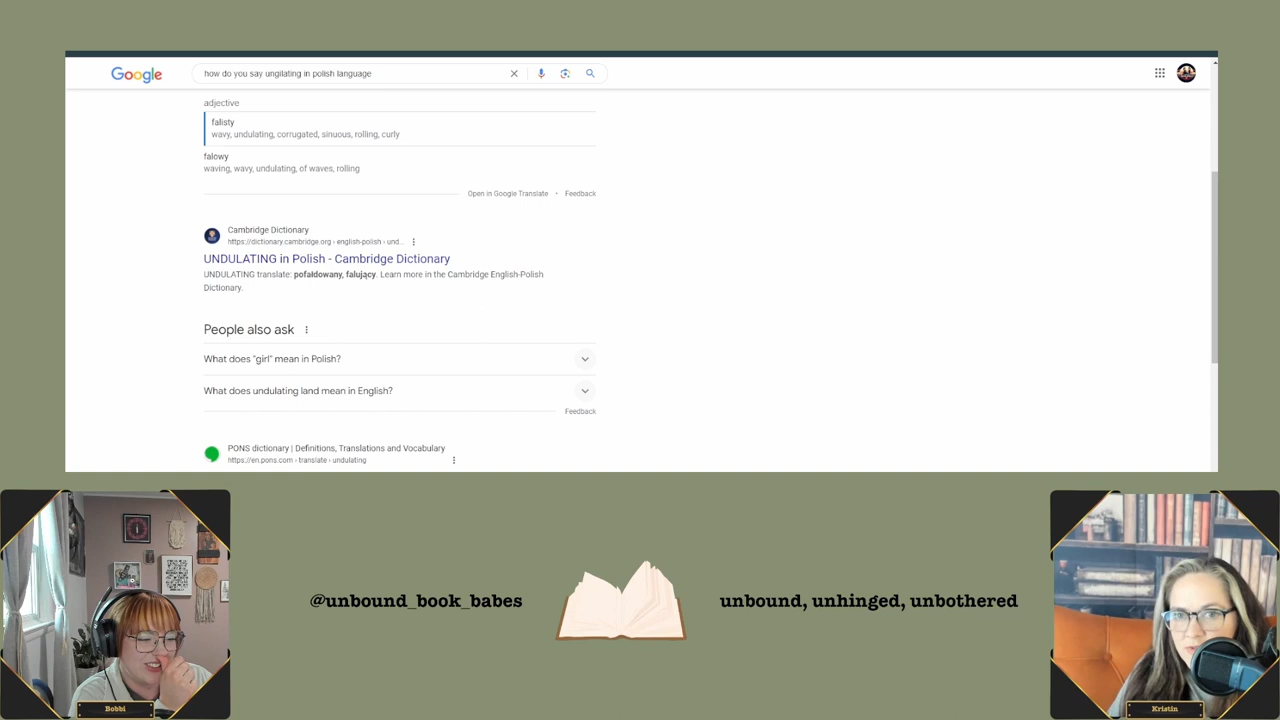 Google
how do you say ungilating in polish language
adjective
falisty
wavy, undulating, corrugated, sinuous, rolling, curly
falowy
waving, wavy, undulating, of waves, rolling
Open in Google Translate • Feedback
Cambridge Dictionary
https://dictionary.cambridge.org › english-polish › und...
UNDULATING in Polish - Cambridge Dictionary
UNDULATING translate: pofałdowany, falujący. Learn more in the Cambridge English-Polish
Dictionary.
People also ask
What does "girl" mean in Polish?
What does undulating land mean in English?
Feedback
PONS dictionary | Definitions, Translations and Vocabulary
https://en.pons.com › translate › undulating
@unbound_book_babes
unbound, unhinged, unbothered
Bobbi
Kristin